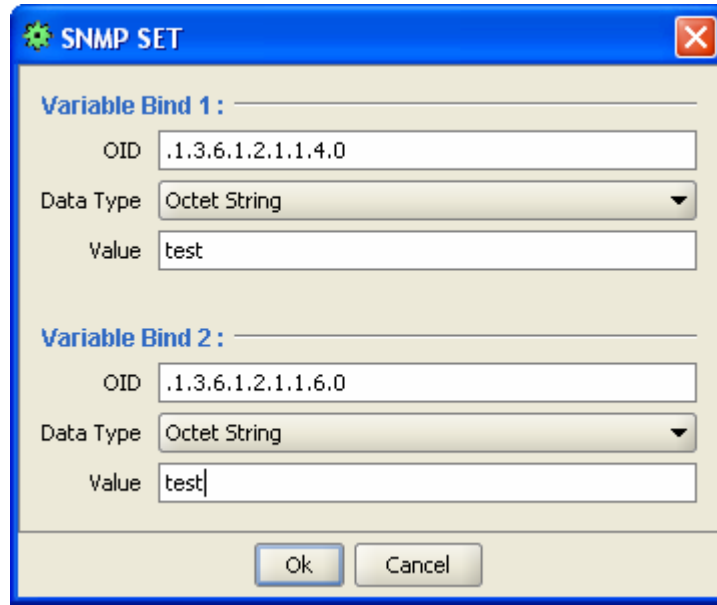 SNMP SET
Variable Bind 1 :
OID .1.3.6.1.2.1.1.4.0
Data Type Octet String
Value test
Variable Bind 2 :
OID .1.3.6.1.2.1.1.6.0
Data Type Octet String
Value test
Ok Cancel